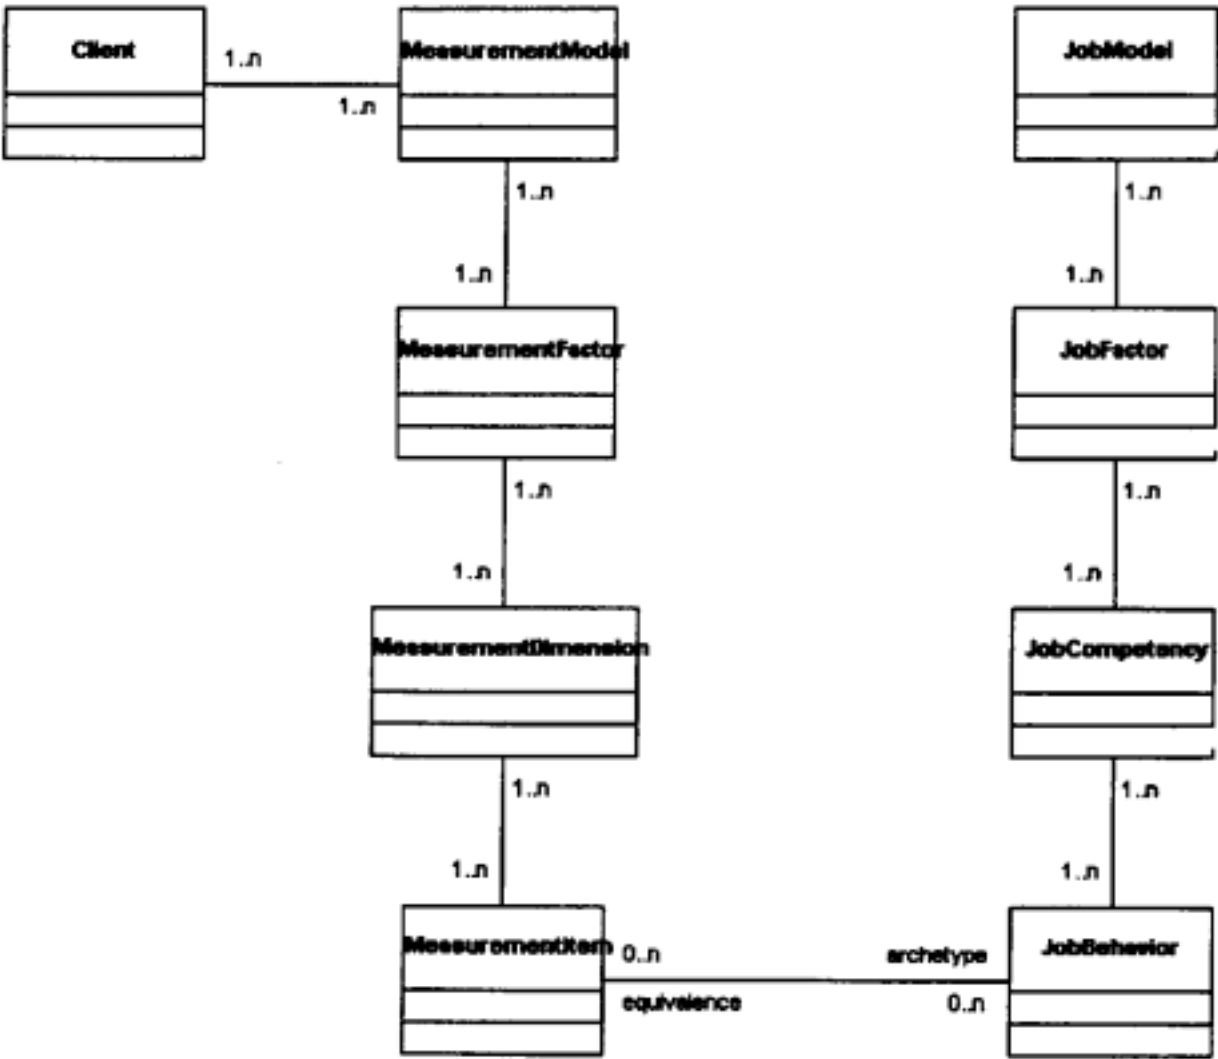 Client
1..n
1..n
MeasurementModel
JobModel
1..n
1..n
1..n
1..n
MeasurementFactor
JobFactor
1..n
1..n
1..n
1..n
MeasurementDimension
JobCompetency
1..n
1..n
1..n
1..n
MeasurementItem
0..n
archetype
JobBehavior
equivalence
0..n